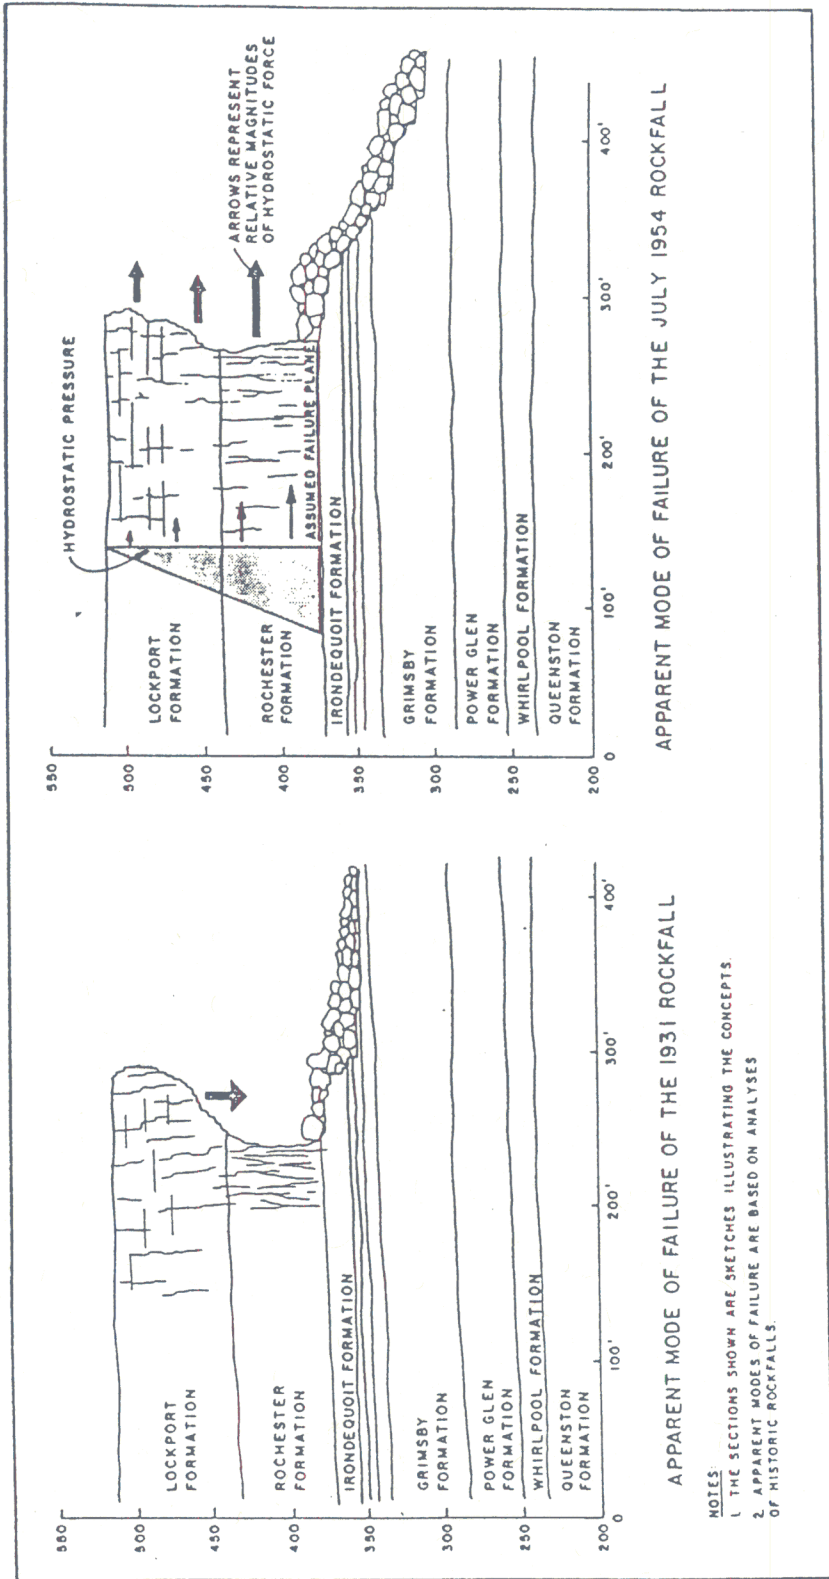 550
500
450
400
350
300
250
200
LOCKPORT
FORMATION
ROCHESTER
FORMATION
IRONDEQUOIT FORMATION
GRIMSBY
FORMATION
POWER GLEN
FORMATION
WHIRLPOOL FORMATION
QUEENSTON
FORMATION
0
100'
200'
300'
400'
APPARENT MODE OF FAILURE OF THE 1931 ROCKFALL
NOTES:
1. THE SECTIONS SHOWN ARE SKETCHES ILLUSTRATING THE CONCEPTS.
2. APPARENT MODES OF FAILURE ARE BASED ON ANALYSES
OF HISTORIC ROCKFALLS.
550
500
450
400
350
300
250
200
HYDROSTATIC PRESSURE
ARROWS REPRESENT
RELATIVE MAGNITUDES
OF HYDROSTATIC FORCE
LOCKPORT
FORMATION
ROCHESTER
FORMATION
ASSUMED FAILURE PLANE
IRONDEQUOIT FORMATION
GRIMSBY
FORMATION
POWER GLEN
FORMATION
WHIRLPOOL FORMATION
QUEENSTON
FORMATION
0
100'
200'
300'
400'
APPARENT MODE OF FAILURE OF THE JULY 1954 ROCKFALL